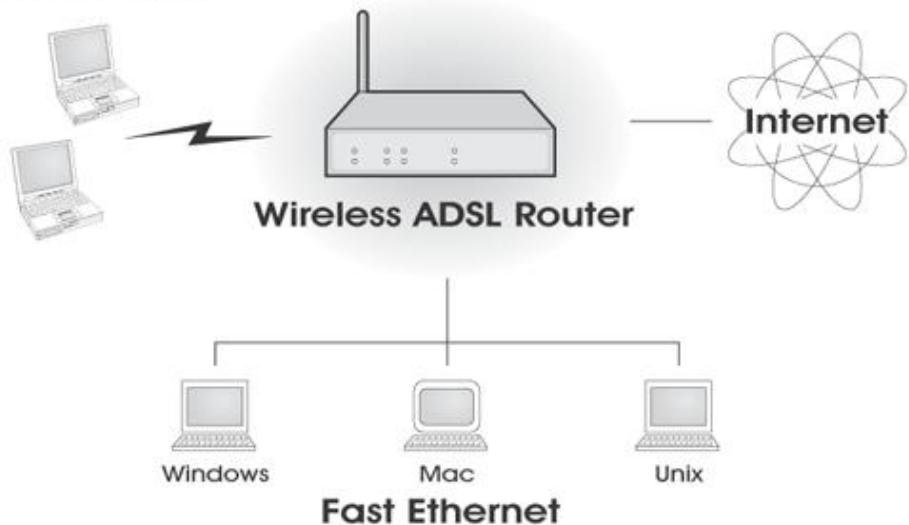 Internet
Wireless ADSL Router
Windows
Mac
Unix
Fast Ethernet